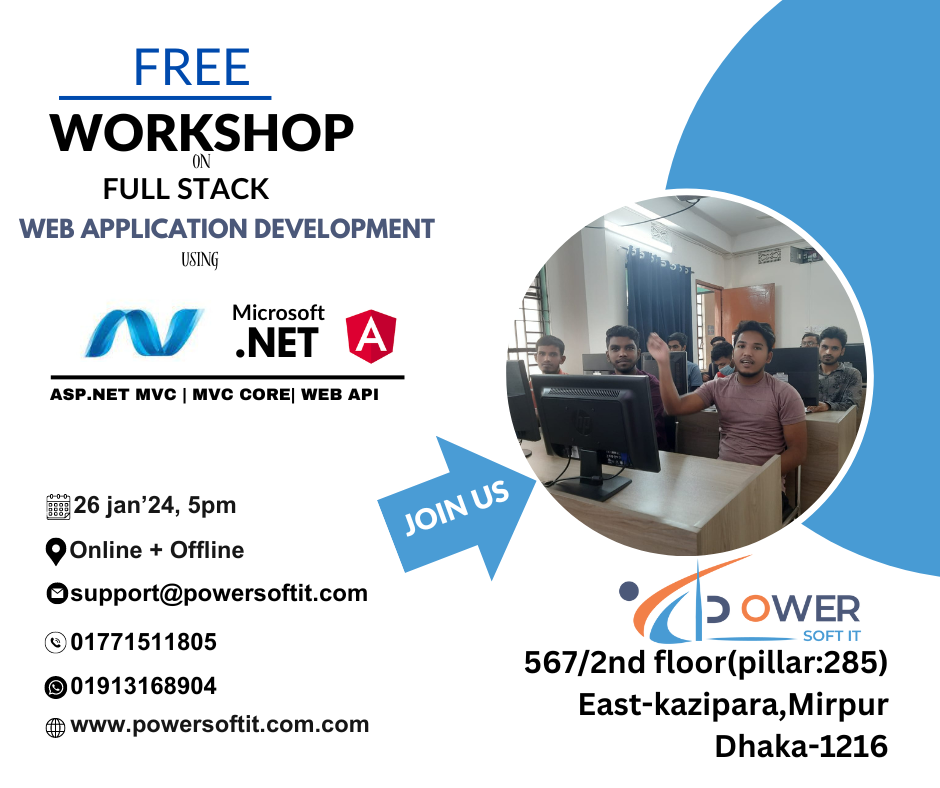 FREE
WORKSHOP
ON
FULL STACK
WEB APPLICATION DEVELOPMENT
USING
Microsoft
.NET
A
ASP.NET MVC | MVC CORE| WEB API
26 jan’24, 5pm
Online + Offline
support@powersoftit.com
01771511805
01913168904
www.powersoftit.com.com
JOIN US
POWER
SOFT IT
567/2nd floor(pillar:285)
East-kazipara,Mirpur
Dhaka-1216